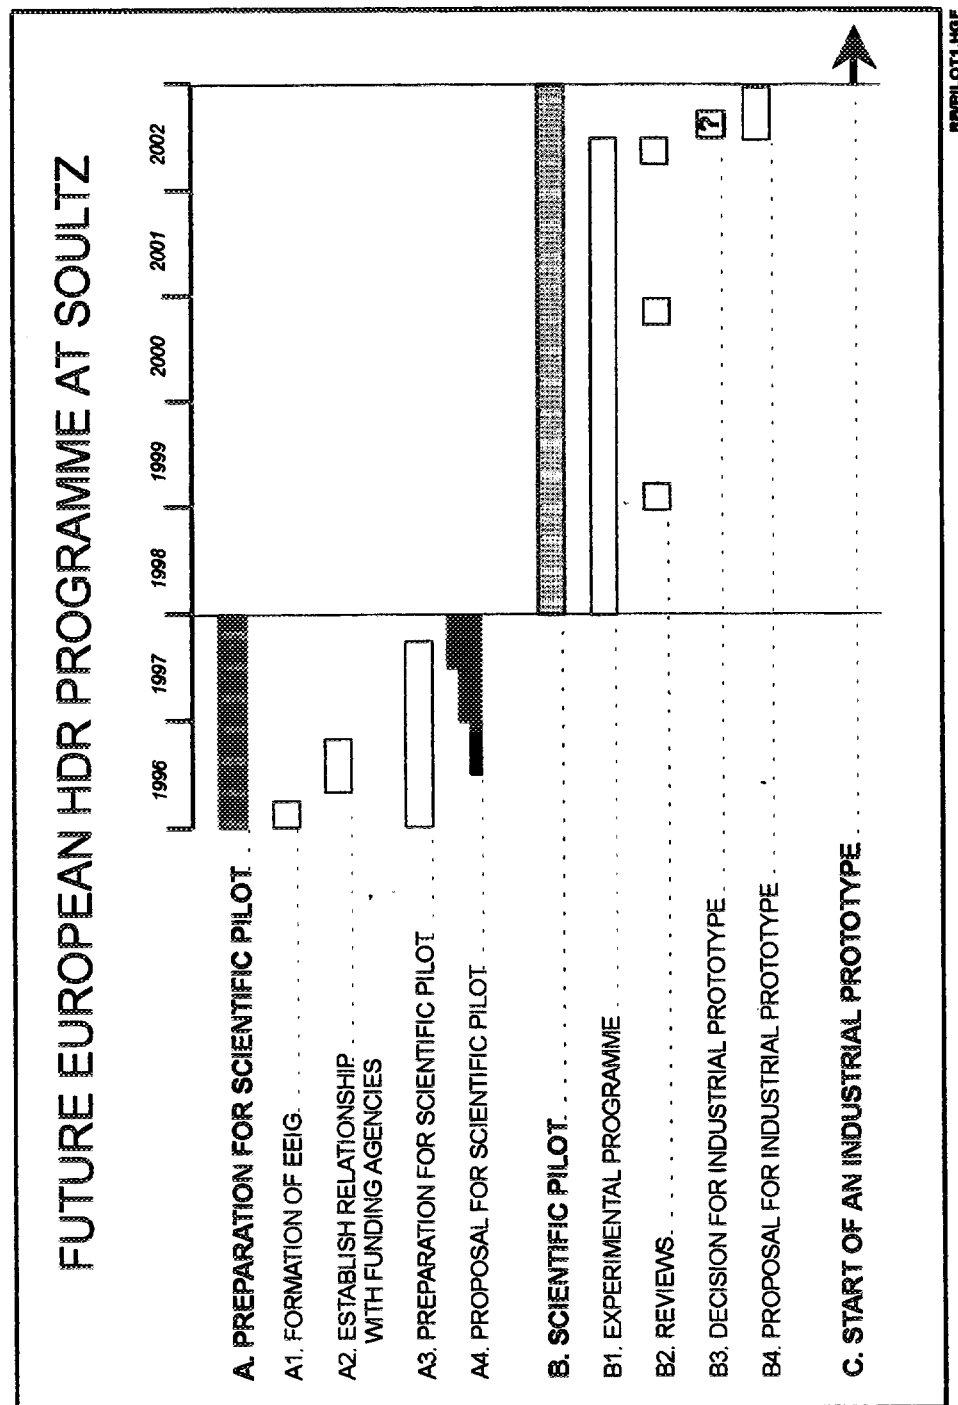 FUTURE EUROPEAN HDR PROGRAMME AT SOULTZ
1996 1997 1998 1999 2000 2001 2002
A. PREPARATION FOR SCIENTIFIC PILOT
A1. FORMATION OF EEIG
A2. ESTABLISH RELATIONSHIP
WITH FUNDING AGENCIES
A3. PREPARATION FOR SCIENTIFIC PILOT
A4. PROPOSAL FOR SCIENTIFIC PILOT
B. SCIENTIFIC PILOT
B1. EXPERIMENTAL PROGRAMME
B2. REVIEWS
B3. DECISION FOR INDUSTRIAL PROTOTYPE
?
B4. PROPOSAL FOR INDUSTRIAL PROTOTYPE
C. START OF AN INDUSTRIAL PROTOTYPE